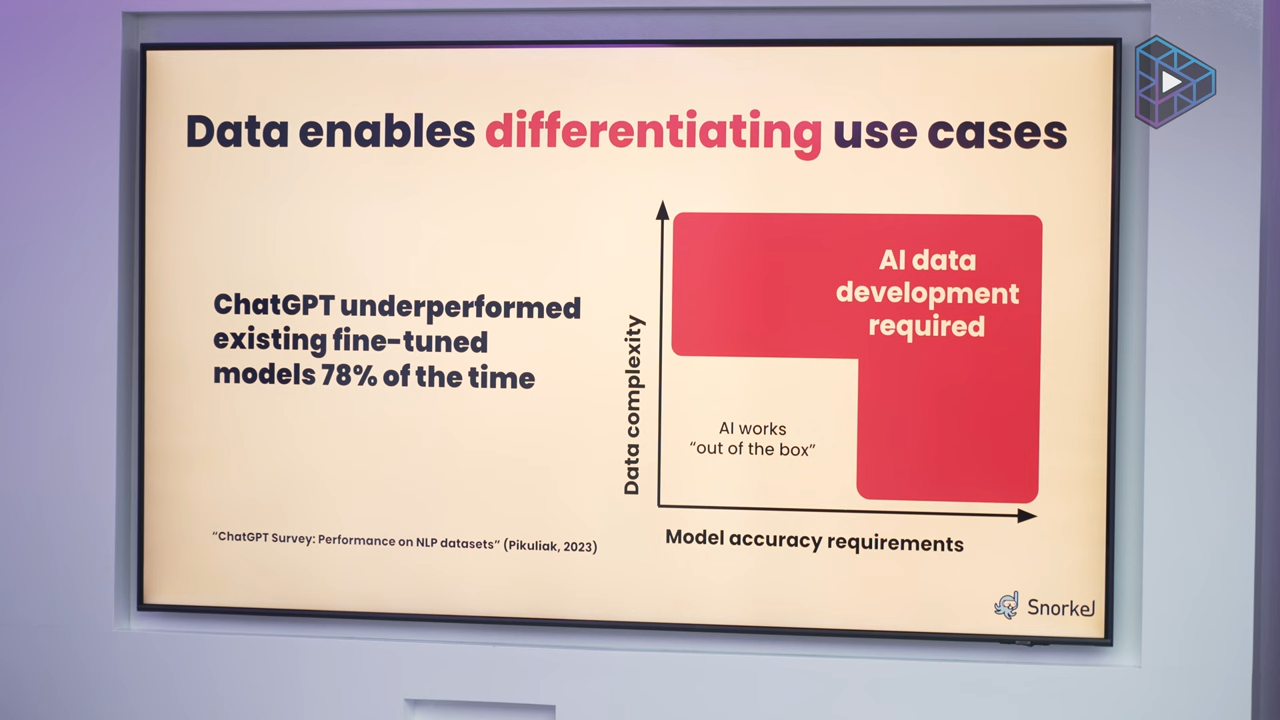 Data enables differentiating use cases
ChatGPT underperformed
existing fine-tuned
models 78% of the time
"ChatGPT Survey: Performance on NLP datasets" (Pikuliak, 2023)
AI data
development
required
Data complexity
AI works
"out of the box"
Model accuracy requirements
Snorkel